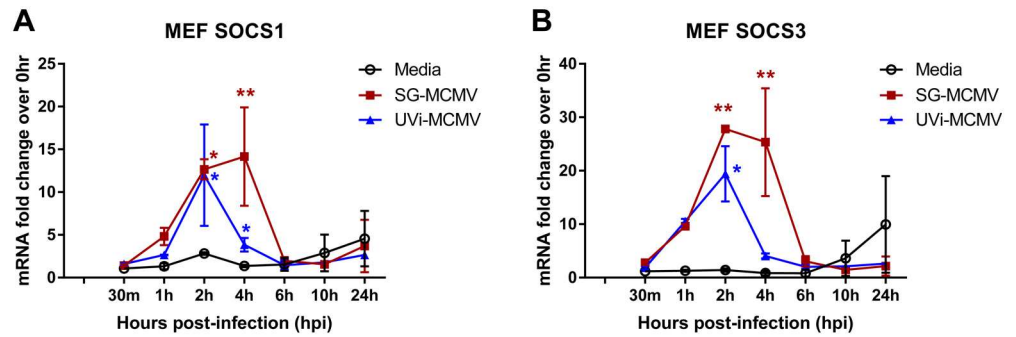 A
MEF SOCS1
mRNA fold change over 0hr
25
20
15
10
5
0
**
*
*
*
Media
SG-MCMV
UVi-MCMV
30m 1h 2h 4h 6h 10h 24h
Hours post-infection (hpi)
B
MEF SOCS3
mRNA fold change over 0hr
40
30
20
10
0
**
**
*
Media
SG-MCMV
UVi-MCMV
30m 1h 2h 4h 6h 10h 24h
Hours post-infection (hpi)